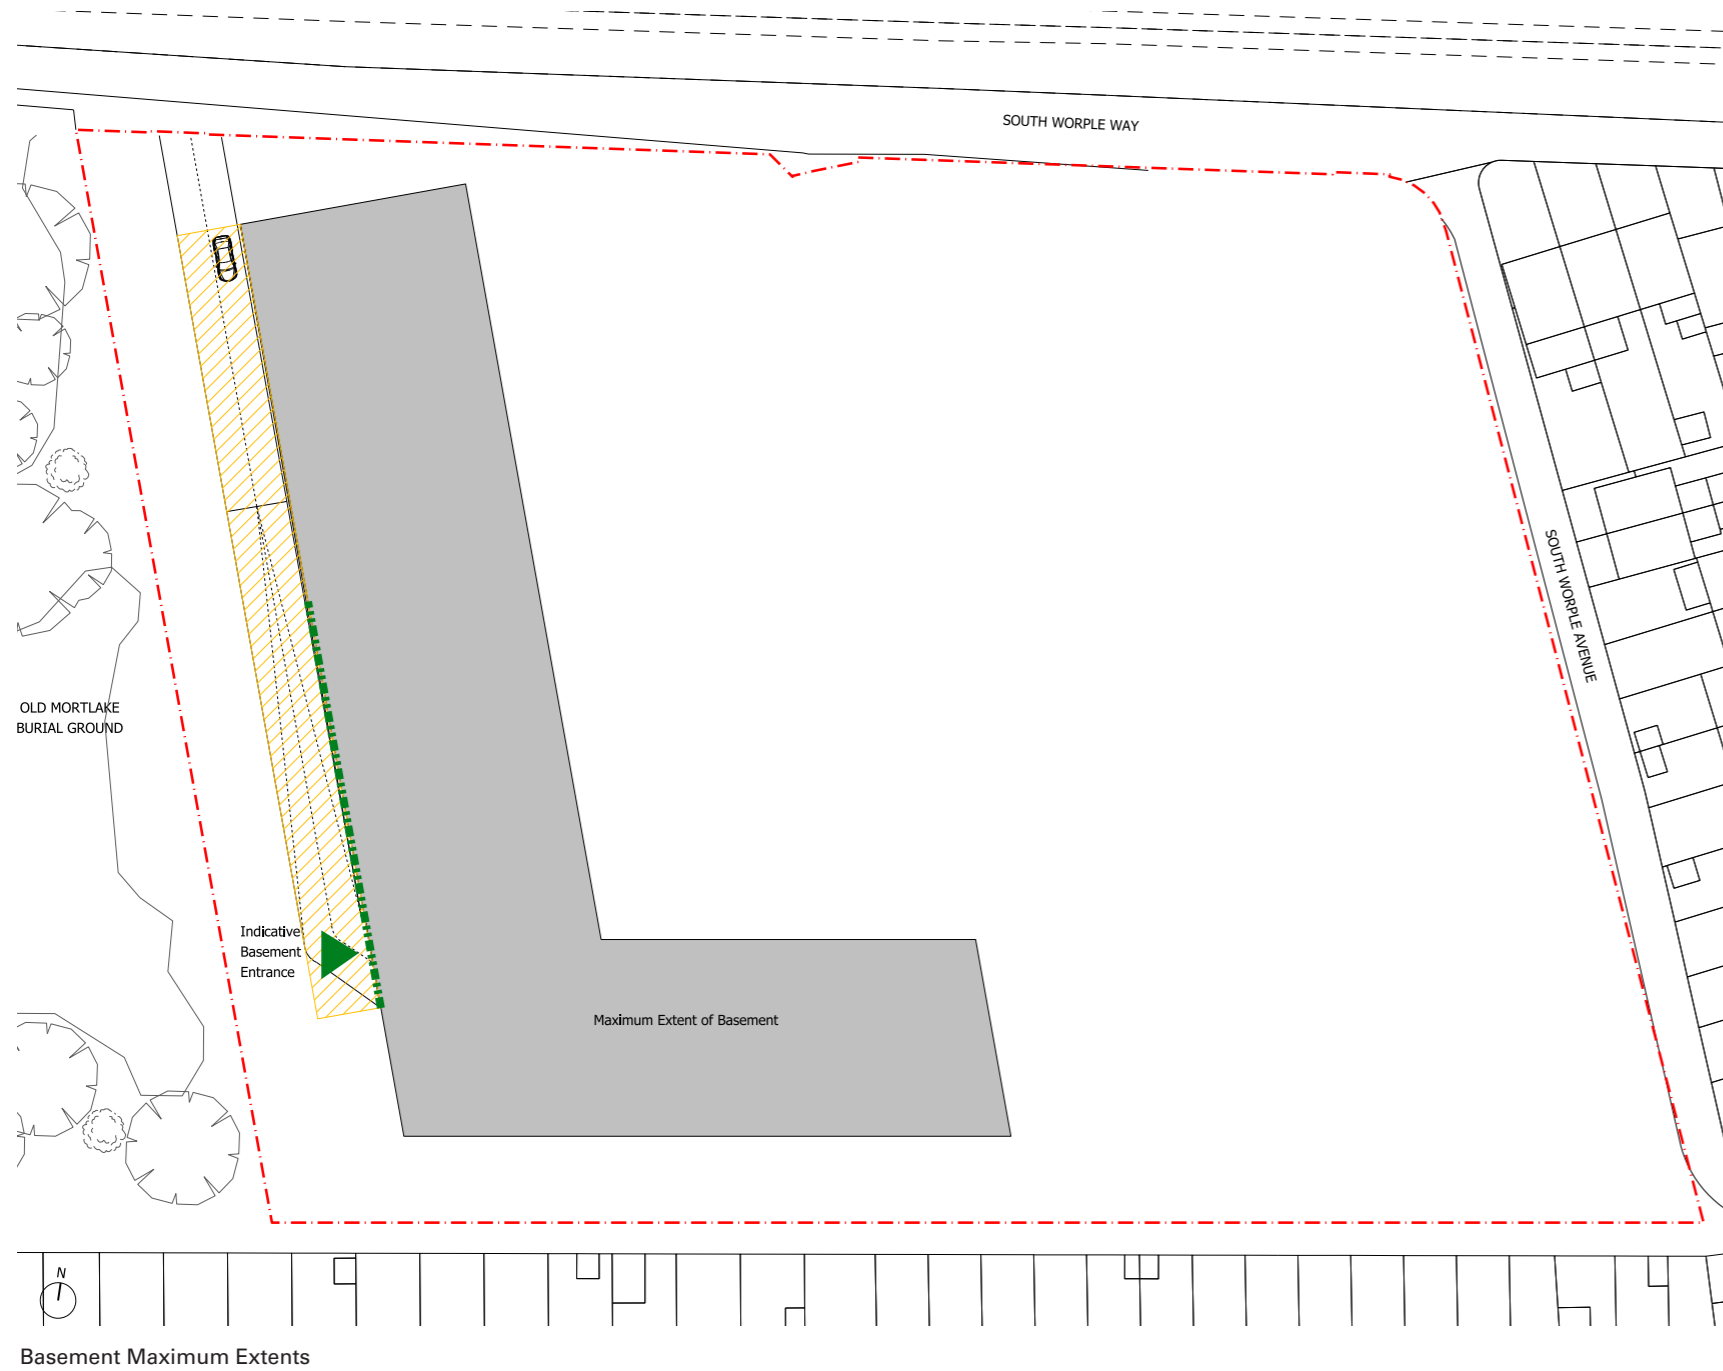 SOUTH WORPLE WAY
SOUTH WORPLE AVENUE
OLD MORTLAKE
BURIAL GROUND
Indicative
Basement
Entrance
Maximum Extent of Basement
N
Basement Maximum Extents